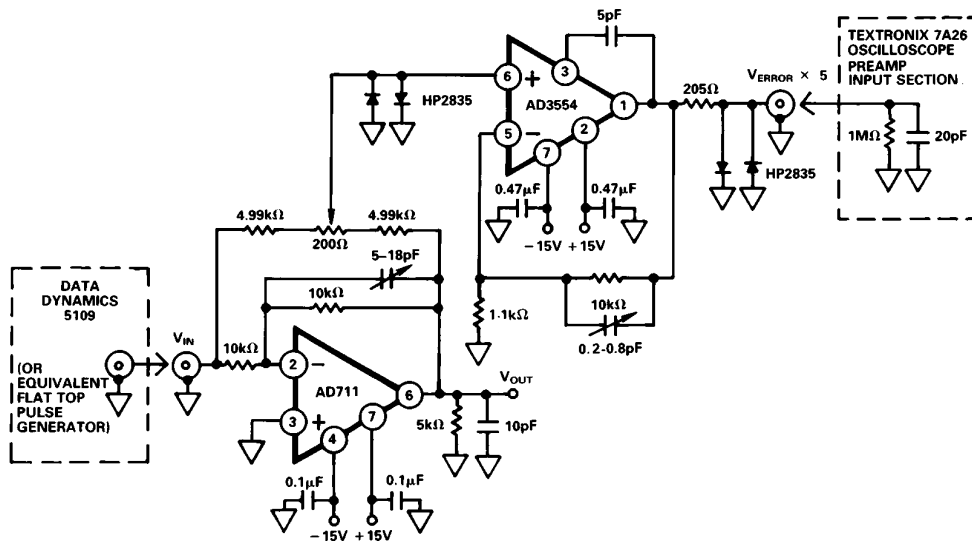 5pF
TEXTRONIX 7A26
OSCILLOSCOPE
PREAMP
INPUT SECTION
6
+
3
AD3554
1
5
−
2
7
HP2835
205Ω
VERROR × 5
1MΩ
20pF
HP2835
0.47μF
0.47μF
−15V
+15V
4.99kΩ
200Ω
4.99kΩ
5–18pF
10kΩ
1.1kΩ
10kΩ
0.2-0.8pF
DATA
DYNAMICS
5109
(OR
EQUIVALENT
FLAT TOP
PULSE
GENERATOR)
VIN
10kΩ
2
−
AD711
6
3
+
4
7
VOUT
5kΩ
10pF
0.1μF
0.1μF
−15V
+15V